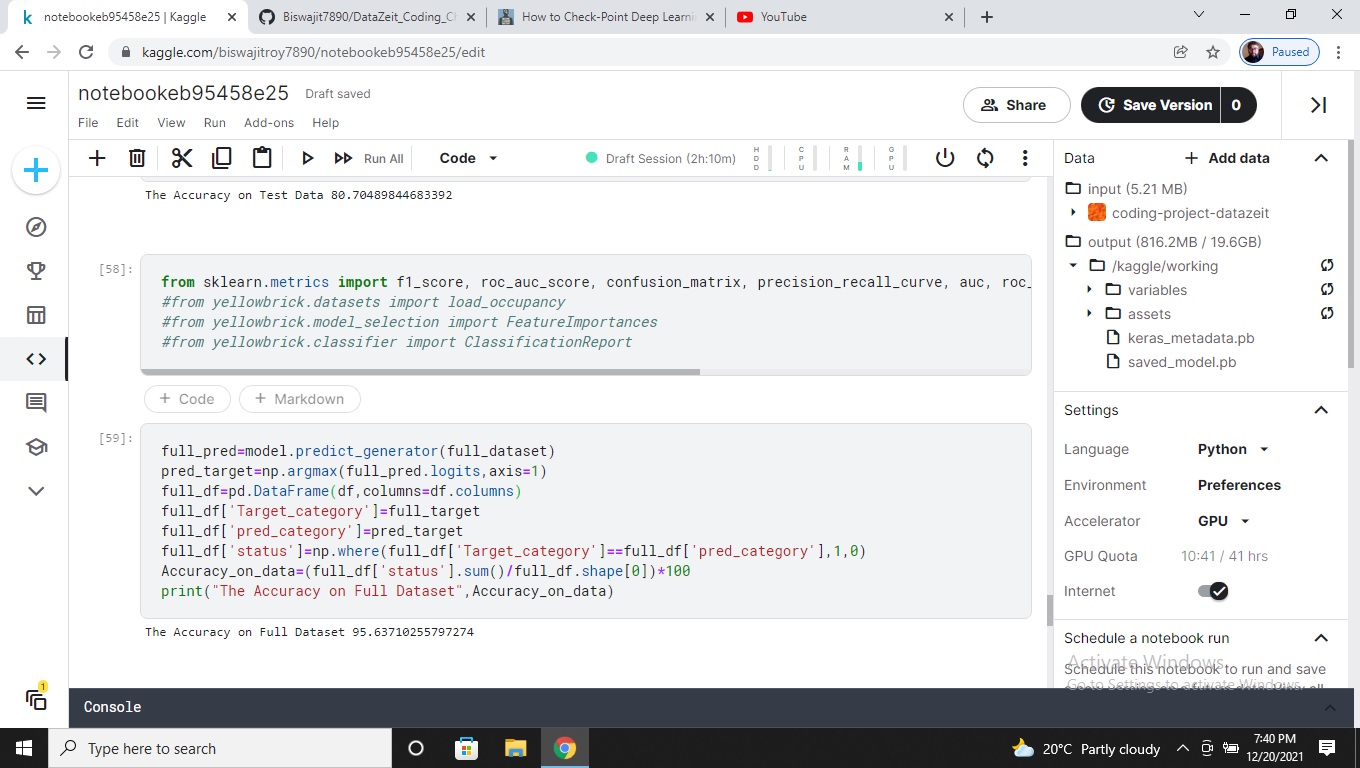 notebookeb95458e25 | Kaggle
Biswajit7890/DataZeit_Coding_Ch
How to Check-Point Deep Learni
YouTube
kaggle.com/biswajitroy7890/notebookeb95458e25/edit
Paused
notebookeb95458e25 Draft saved
File Edit View Run Add-ons Help
Share
Save Version 0
Run All
Code
Draft Session (2h:10m)
HDD
CPU
RAM
GPU
The Accuracy on Test Data 80.70489844683392
[58]:
from sklearn.metrics import f1_score, roc_auc_score, confusion_matrix, precision_recall_curve, auc, roc_
#from yellowbrick.datasets import load_occupancy
#from yellowbrick.model_selection import FeatureImportances
#from yellowbrick.classifier import ClassificationReport
+ Code
+ Markdown
[59]:
full_pred=model.predict_generator(full_dataset)
pred_target=np.argmax(full_pred.logits,axis=1)
full_df=pd.DataFrame(df,columns=df.columns)
full_df['Target_category']=full_target
full_df['pred_category']=pred_target
full_df['status']=np.where(full_df['Target_category']==full_df['pred_category'],1,0)
Accuracy_on_data=(full_df['status'].sum()/full_df.shape[0])*100
print("The Accuracy on Full Dataset",Accuracy_on_data)
The Accuracy on Full Dataset 95.63710255797274
Console
Data
+ Add data
input (5.21 MB)
coding-project-datazeit
output (816.2MB / 19.6GB)
/kaggle/working
variables
assets
keras_metadata.pb
saved_model.pb
Settings
Language Python
Environment Preferences
Accelerator GPU
GPU Quota 10:41 / 41 hrs
Internet
Schedule a notebook run
Activate Windows
Schedule this notebook to run and save
Go to Settings to activate Windows.
1
Type here to search
20°C Partly cloudy
7:40 PM
12/20/2021